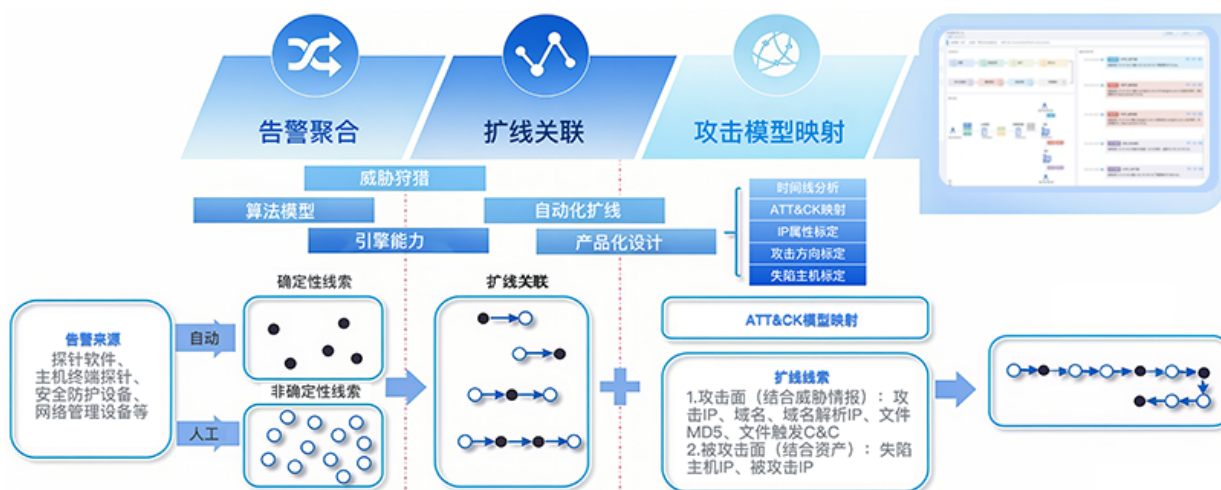 告警聚合
扩线关联
攻击模型映射
威胁狩猎
算法模型
引擎能力
自动化扩线
产品化设计
时间线分析
ATT&CK映射
IP属性标定
攻击方向标定
失陷主机标定
告警来源
探针软件、
主机终端探针、
安全防护设备、
网络管理设备等
自动
人工
确定性线索
非确定性线索
扩线关联
ATT&CK模型映射
扩线线索
1.攻击面（结合威胁情报）：攻
击IP、域名、域名解析IP、文件
MD5、文件触发C&C
2.被攻击面（结合资产）：失陷
主机IP、被攻击IP